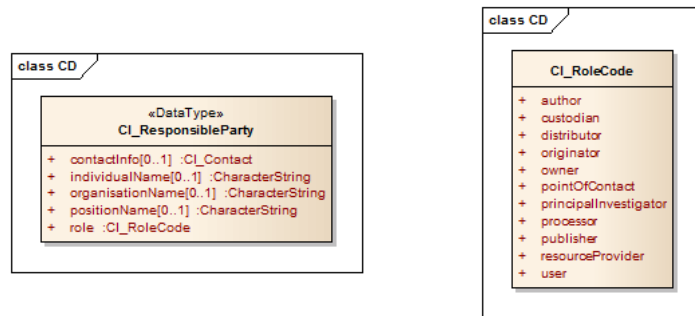 class CD
«DataType»
CI_ResponsibleParty
+ contactInfo[0..1] :CI_Contact
+ individualName[0..1] :CharacterString
+ organisationName[0..1] :CharacterString
+ positionName[0..1] :CharacterString
+ role :CI_RoleCode
class CD
CI_RoleCode
+ author
+ custodian
+ distributor
+ originator
+ owner
+ pointOfContact
+ principalInvestigator
+ processor
+ publisher
+ resourceProvider
+ user